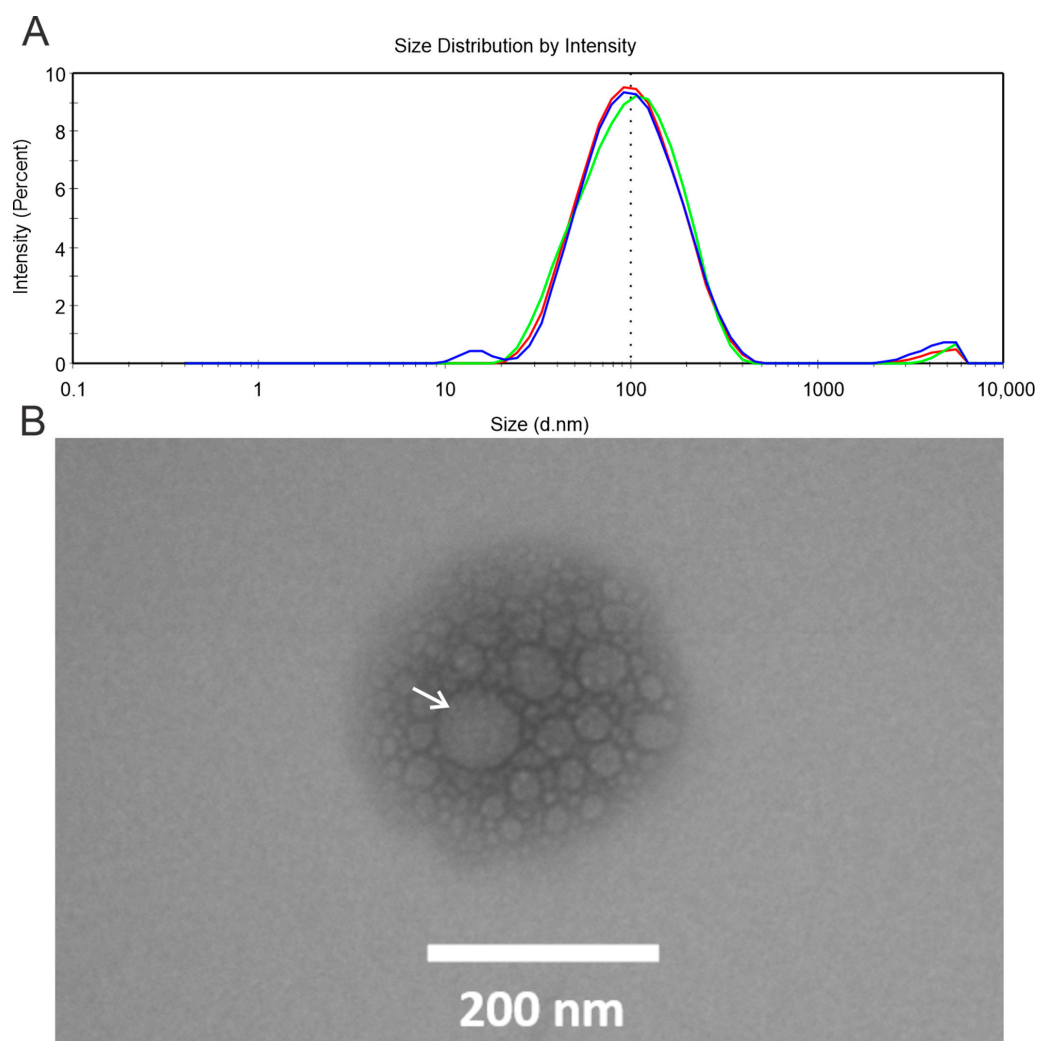 A
Size Distribution by Intensity
Intensity (Percent)
10
8
6
4
2
0
0.1 1 10 100 1000 10,000
Size (d.nm)
B
200 nm